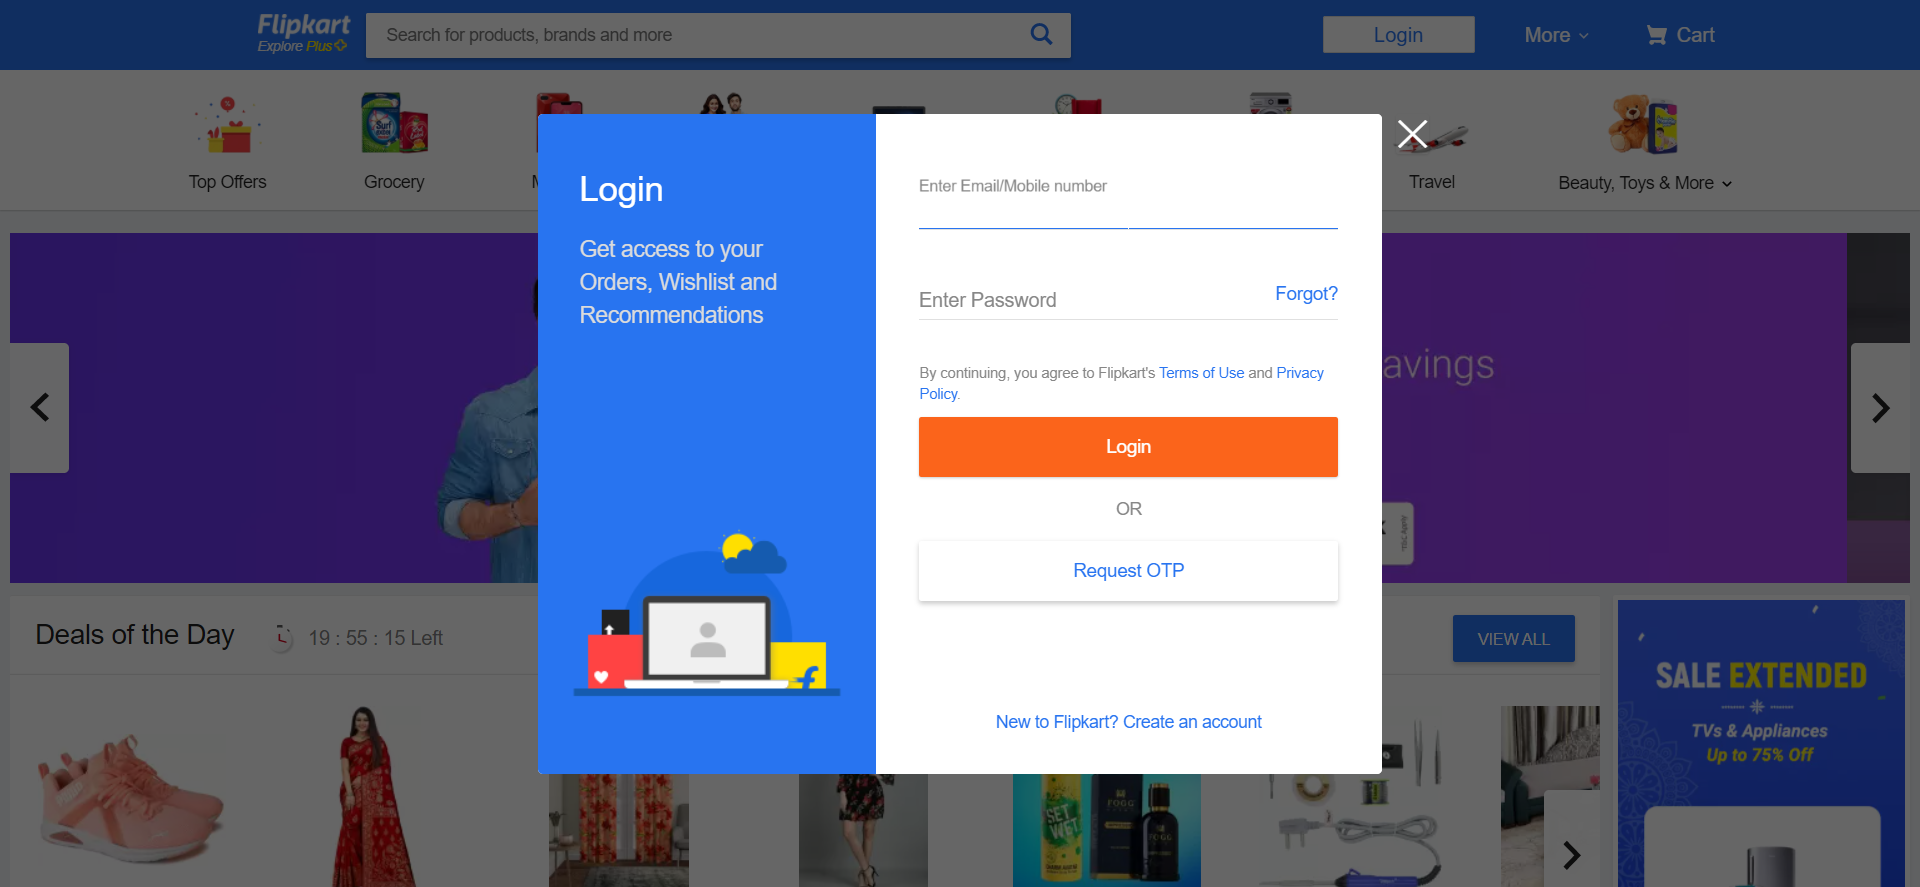 Flipkart
Explore Plus
Search for products, brands and more
Login
More
Cart
Top Offers
Grocery
Travel
Beauty, Toys & More
Login
Get access to your
Orders, Wishlist and
Recommendations
Enter Email/Mobile number
Enter Password
Forgot?
By continuing, you agree to Flipkart's Terms of Use and Privacy
Policy.
Login
OR
Request OTP
New to Flipkart? Create an account
avings
Deals of the Day
19 : 55 : 15 Left
VIEW ALL
SALE EXTENDED
TVs & Appliances
Up to 75% Off
SET
WET
FOGG
FOGG